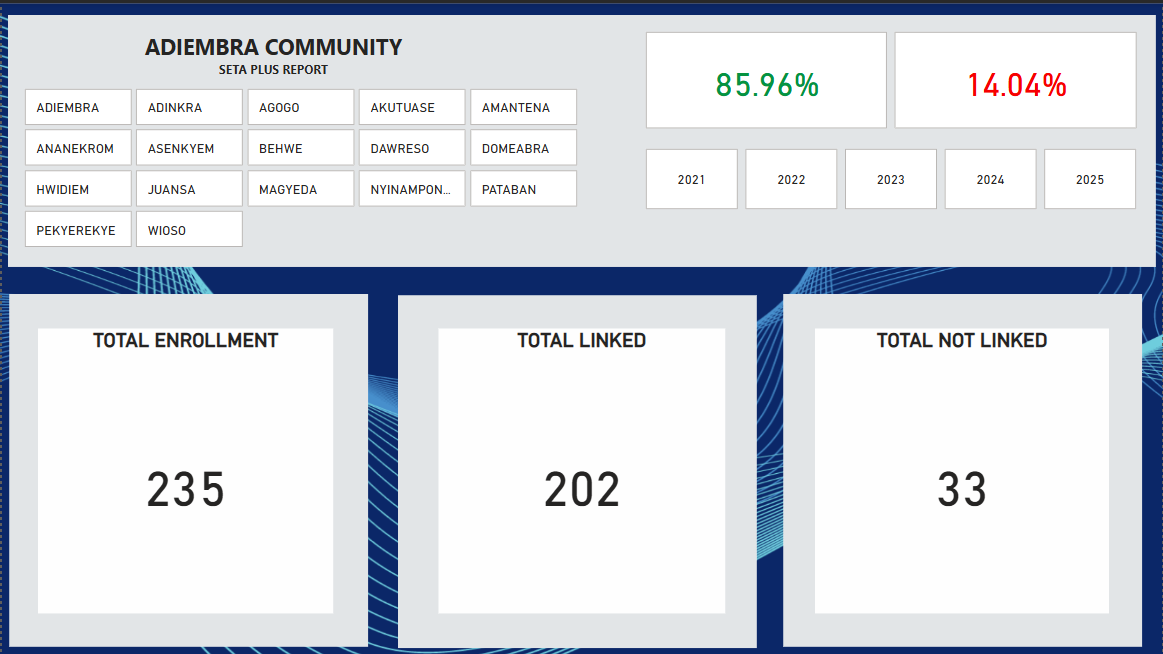 ADIEMBRA COMMUNITY
SETA PLUS REPORT
ADIEMBRA ADINKRA AGOGO AKUTUASE AMANTENA
ANANEKROM ASENKYEM BEHWE DAWRESO DOMEABRA
HWIDIEM JUANSA MAGYEDA NYINAMPON... PATABAN
PEKYEREKYE WIOSO
85.96% 14.04%
2021 2022 2023 2024 2025
TOTAL ENROLLMENT
235
TOTAL LINKED
202
TOTAL NOT LINKED
33